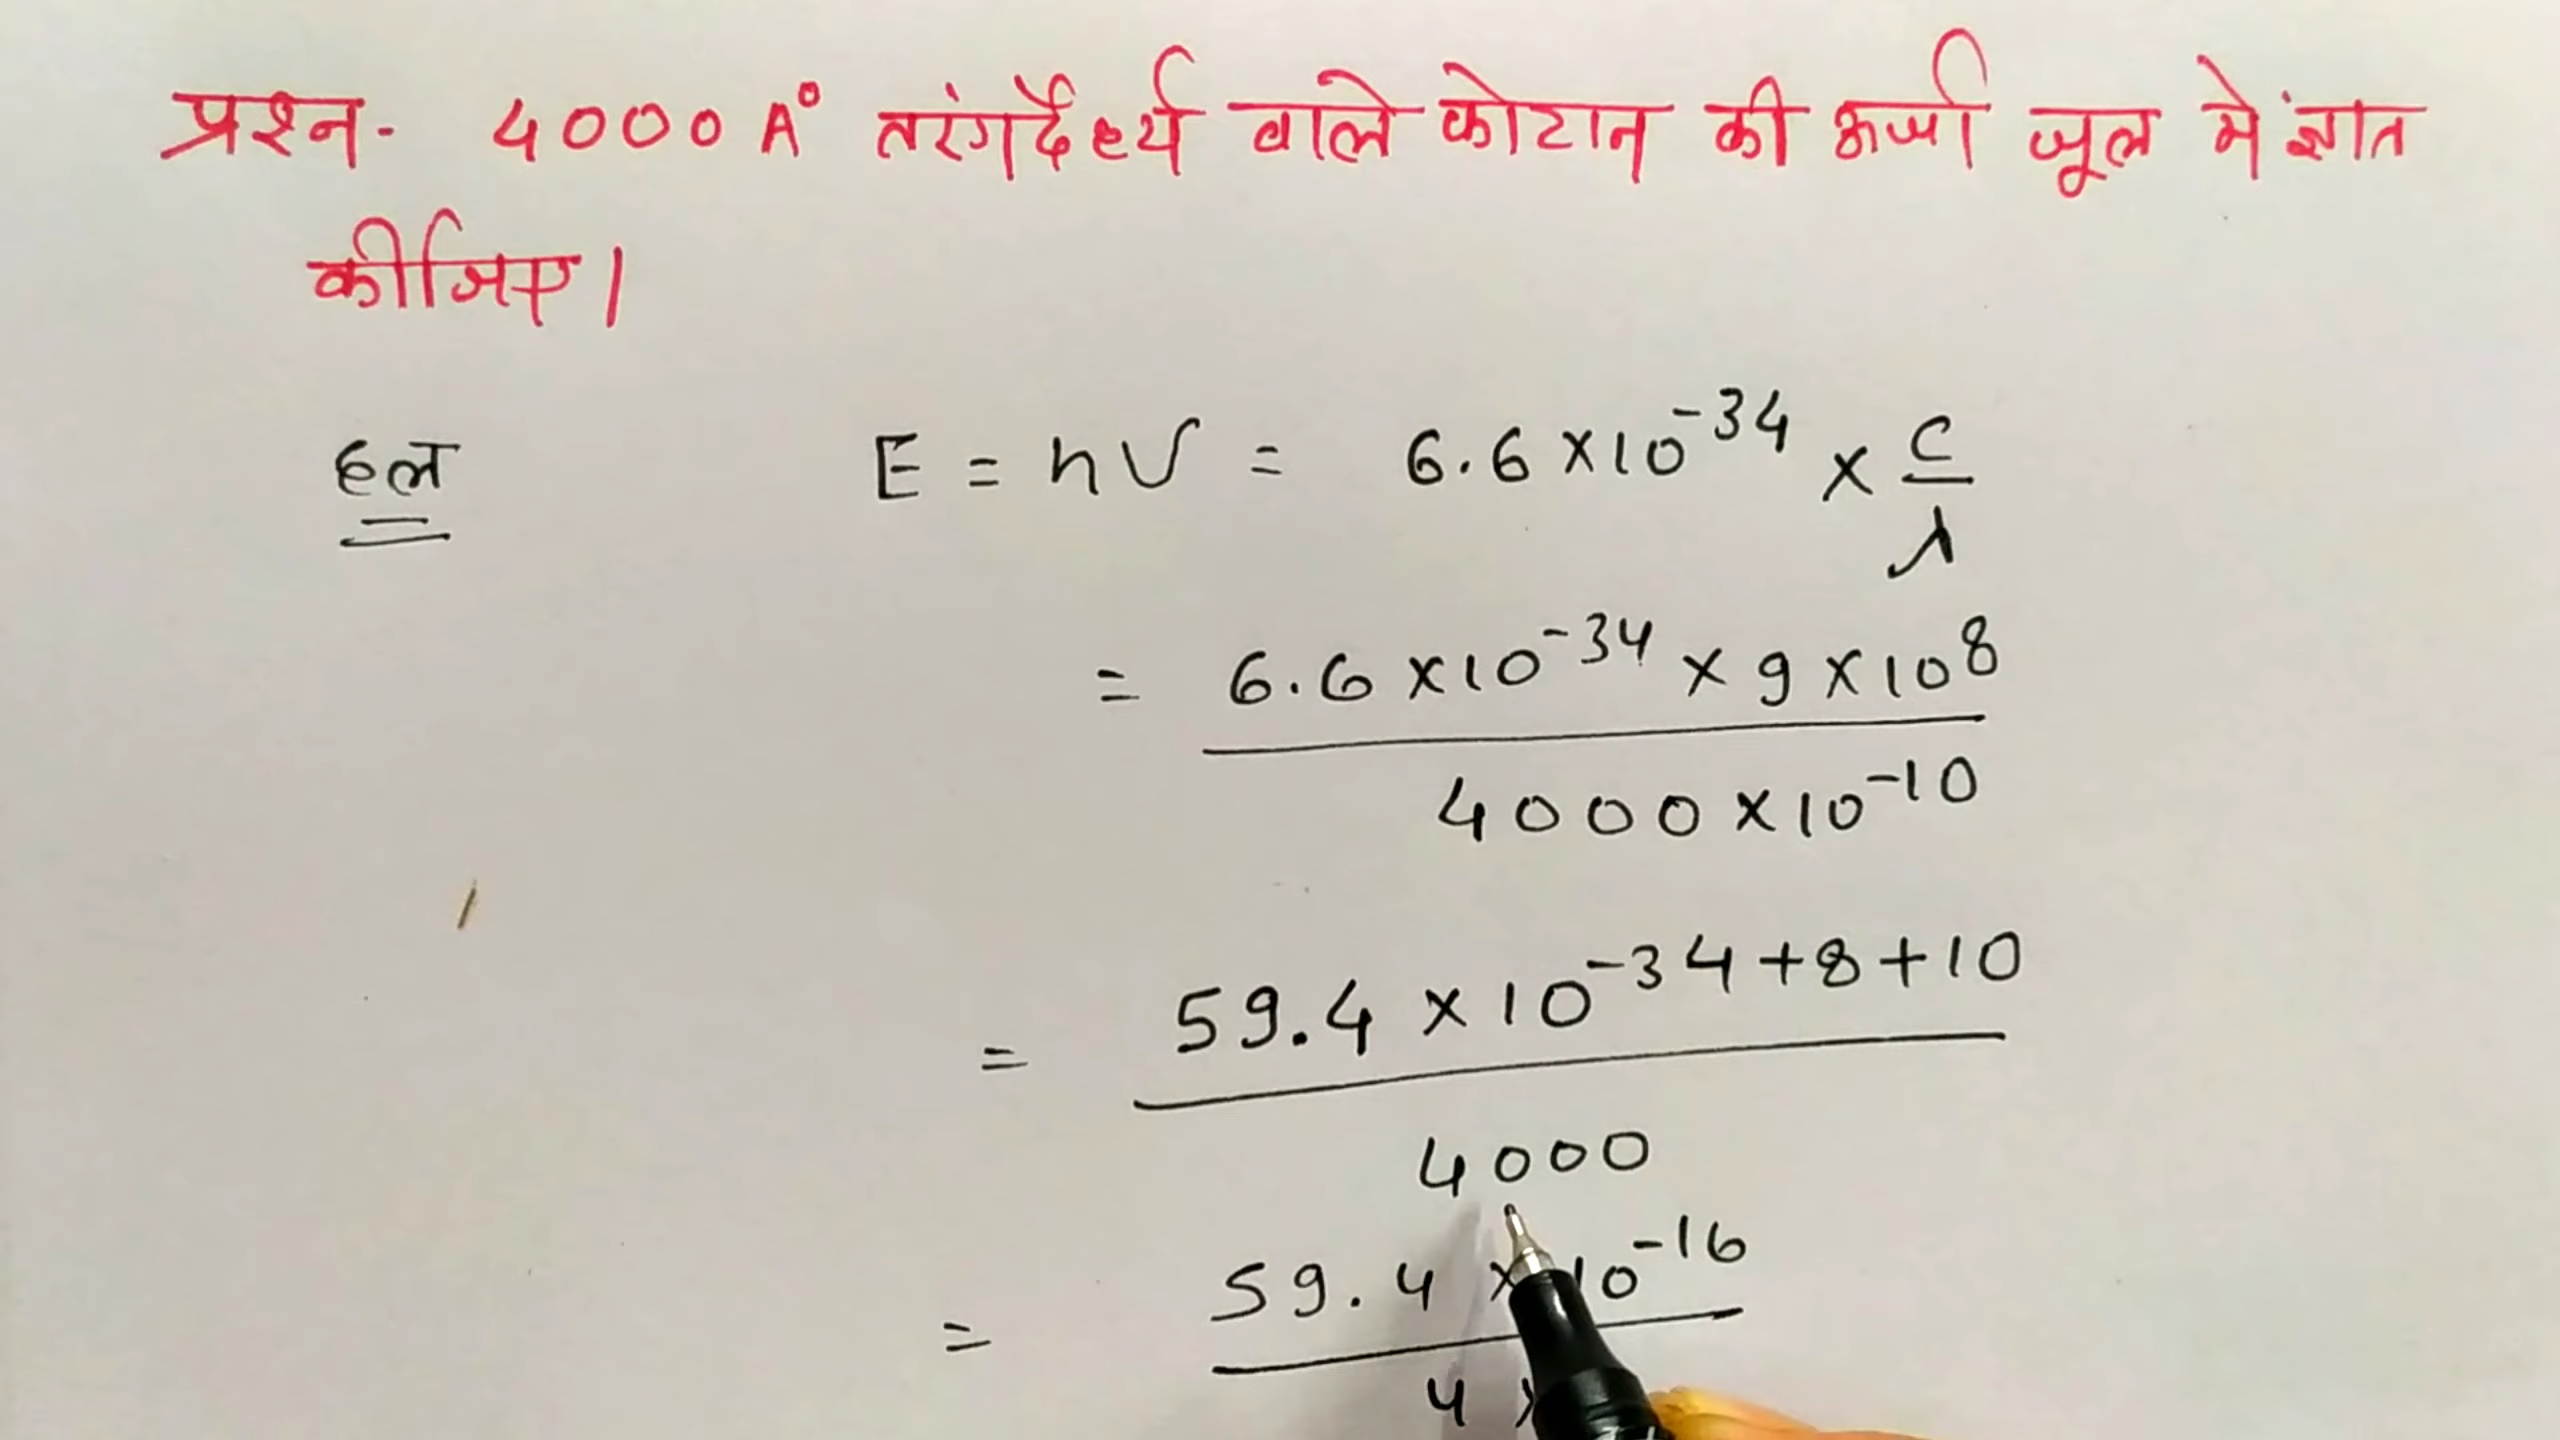 प्रश्न- 4000 A° तरंगदैर्ध्य वाले फोटान की ऊर्जा जूल मे ज्ञात
कीजिए।
हल E = hν = 6.6 × 10⁻³⁴ × c/λ
= 6.6 × 10⁻³⁴ × 9 × 10⁸
4000 × 10⁻¹⁰
= 59.4 × 10⁻³⁴⁺⁸⁺¹⁰
4000
= 59.4 × 10⁻¹⁶
4 ×